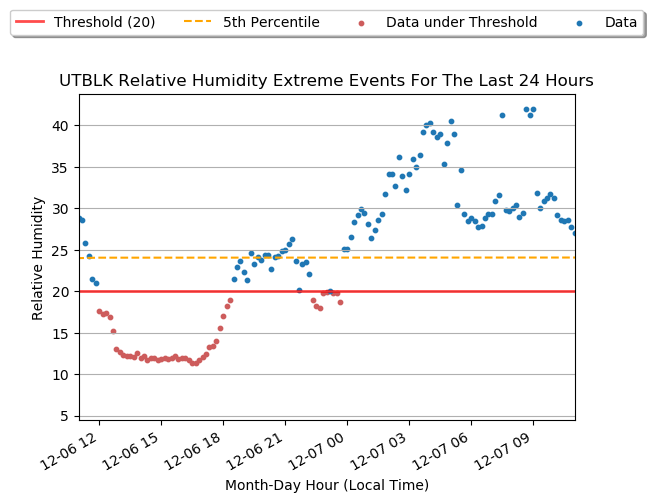 Threshold (20) 5th Percentile Data under Threshold Data
UTBLK Relative Humidity Extreme Events For The Last 24 Hours
Relative Humidity
40
35
30
25
20
15
10
5
12-06 12 12-06 15 12-06 18 12-06 21 12-07 00 12-07 03 12-07 06 12-07 09
Month-Day Hour (Local Time)